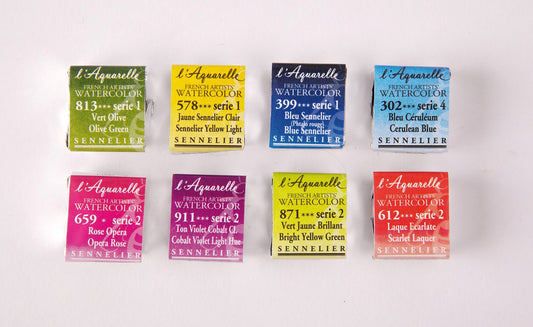 l'Aquarelle
FRENCH ARTISTS'
WATERCOLOR
813*** serie 1
Vert Olive
Olive Green
SENNELIER
l'Aquarelle
FRENCH ARTISTS'
WATERCOLOR
578*** serie 1
Jaune Sennelier Clair
Sennelier Yellow Light
SENNELIER
l'Aquarelle
FRENCH ARTISTS'
WATERCOLOR
399*** serie 1
Bleu Sennelier
(Phtalo rouge)
Blue Sennelier
SENNELIER
l'Aquarelle
FRENCH ARTISTS'
WATERCOLOR
302*** serie 4
Bleu Céruléum
Cerulean Blue
SENNELIER
l'Aquarelle
FRENCH ARTISTS'
WATERCOLOR
659 * serie 2
Rose Opéra
Opera Rose
SENNELIER
l'Aquarelle
FRENCH ARTISTS'
WATERCOLOR
911*** serie 2
Ton Violet Cobalt Cl.
Cobalt Violet Light Hue
SENNELIER
l'Aquarelle
FRENCH ARTISTS'
WATERCOLOR
871*** serie 2
Vert Jaune Brillant
Bright Yellow Green
SENNELIER
l'Aquarelle
FRENCH ARTISTS'
WATERCOLOR
612*** serie 2
Laque Ecarlate
Scarlet Laquer
SENNELIER